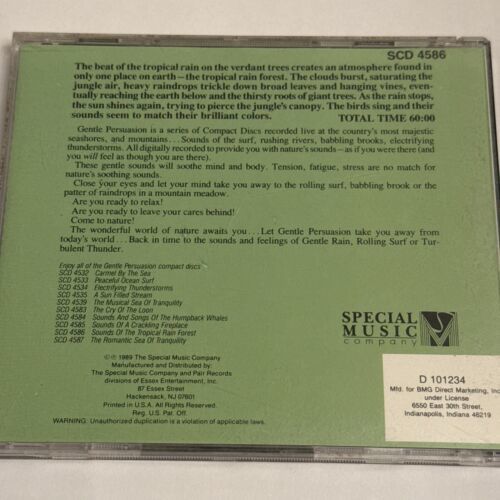 SCD 4586
The beat of the tropical rain on the verdant trees creates an atmosphere found in
only one place on earth — the tropical rain forest. The clouds burst, saturating the
jungle air, heavy raindrops trickle down broad leaves and hanging vines, even-
tually reaching the earth below and the thirsty roots of giant trees. As the rain stops,
the sun shines again, trying to pierce the jungle's canopy. The birds sing and their
sounds seem to match their brilliant colors. TOTAL TIME 60:00
Gentle Persuasion is a series of Compact Discs recorded live at the country's most majestic
seashores, and mountains... Sounds of the surf, rushing rivers, babbling brooks, electrifying
thunderstorms. All digitally recorded to provide you with nature's sounds — as if you were there (and
you will feel as though you are there).
These gentle sounds will soothe mind and body. Tension, fatigue, stress are no match for
nature's soothing sounds.
Close your eyes and let your mind take you away to the rolling surf, babbling brook or the
patter of raindrops in a mountain meadow.
Are you ready to relax!
Are you ready to leave your cares behind!
Come to nature!
The wonderful world of nature awaits you... Let Gentle Persuasion take you away from
today's world... Back in time to the sounds and feelings of Gentle Rain, Rolling Surf or Tur-
bulent Thunder.
Enjoy all of the Gentle Persuasion compact discs
SCD 4532 Carmel By The Sea
SCD 4533 Peaceful Ocean Surf
SCD 4534 Electrifying Thunderstorms
SCD 4535 A Sun Filled Stream
SCD 4539 The Musical Sea Of Tranquility
SCD 4583 The Cry Of The Loon
SCD 4584 Sounds And Songs Of The Humpback Whales
SCD 4585 Sounds Of A Crackling Fireplace
SCD 4586 Sounds Of The Tropical Rain Forest
SCD 4587 The Romantic Sea Of Tranquility
SPECIAL
MUSIC
company
©℗ 1989 The Special Music Company
Manufactured and Distributed by:
The Special Music Company and Pair Records
divisions of Essex Entertainment, Inc.
87 Essex Street
Hackensack, NJ 07601
Printed in U.S.A. All Rights Reserved.
Reg. U.S. Pat. Off.
WARNING: Unauthorized duplication is a violation of applicable laws.
D 101234
Mfd. for BMG Direct Marketing, Inc.
under License
6550 East 30th Street,
Indianapolis, Indiana 46219